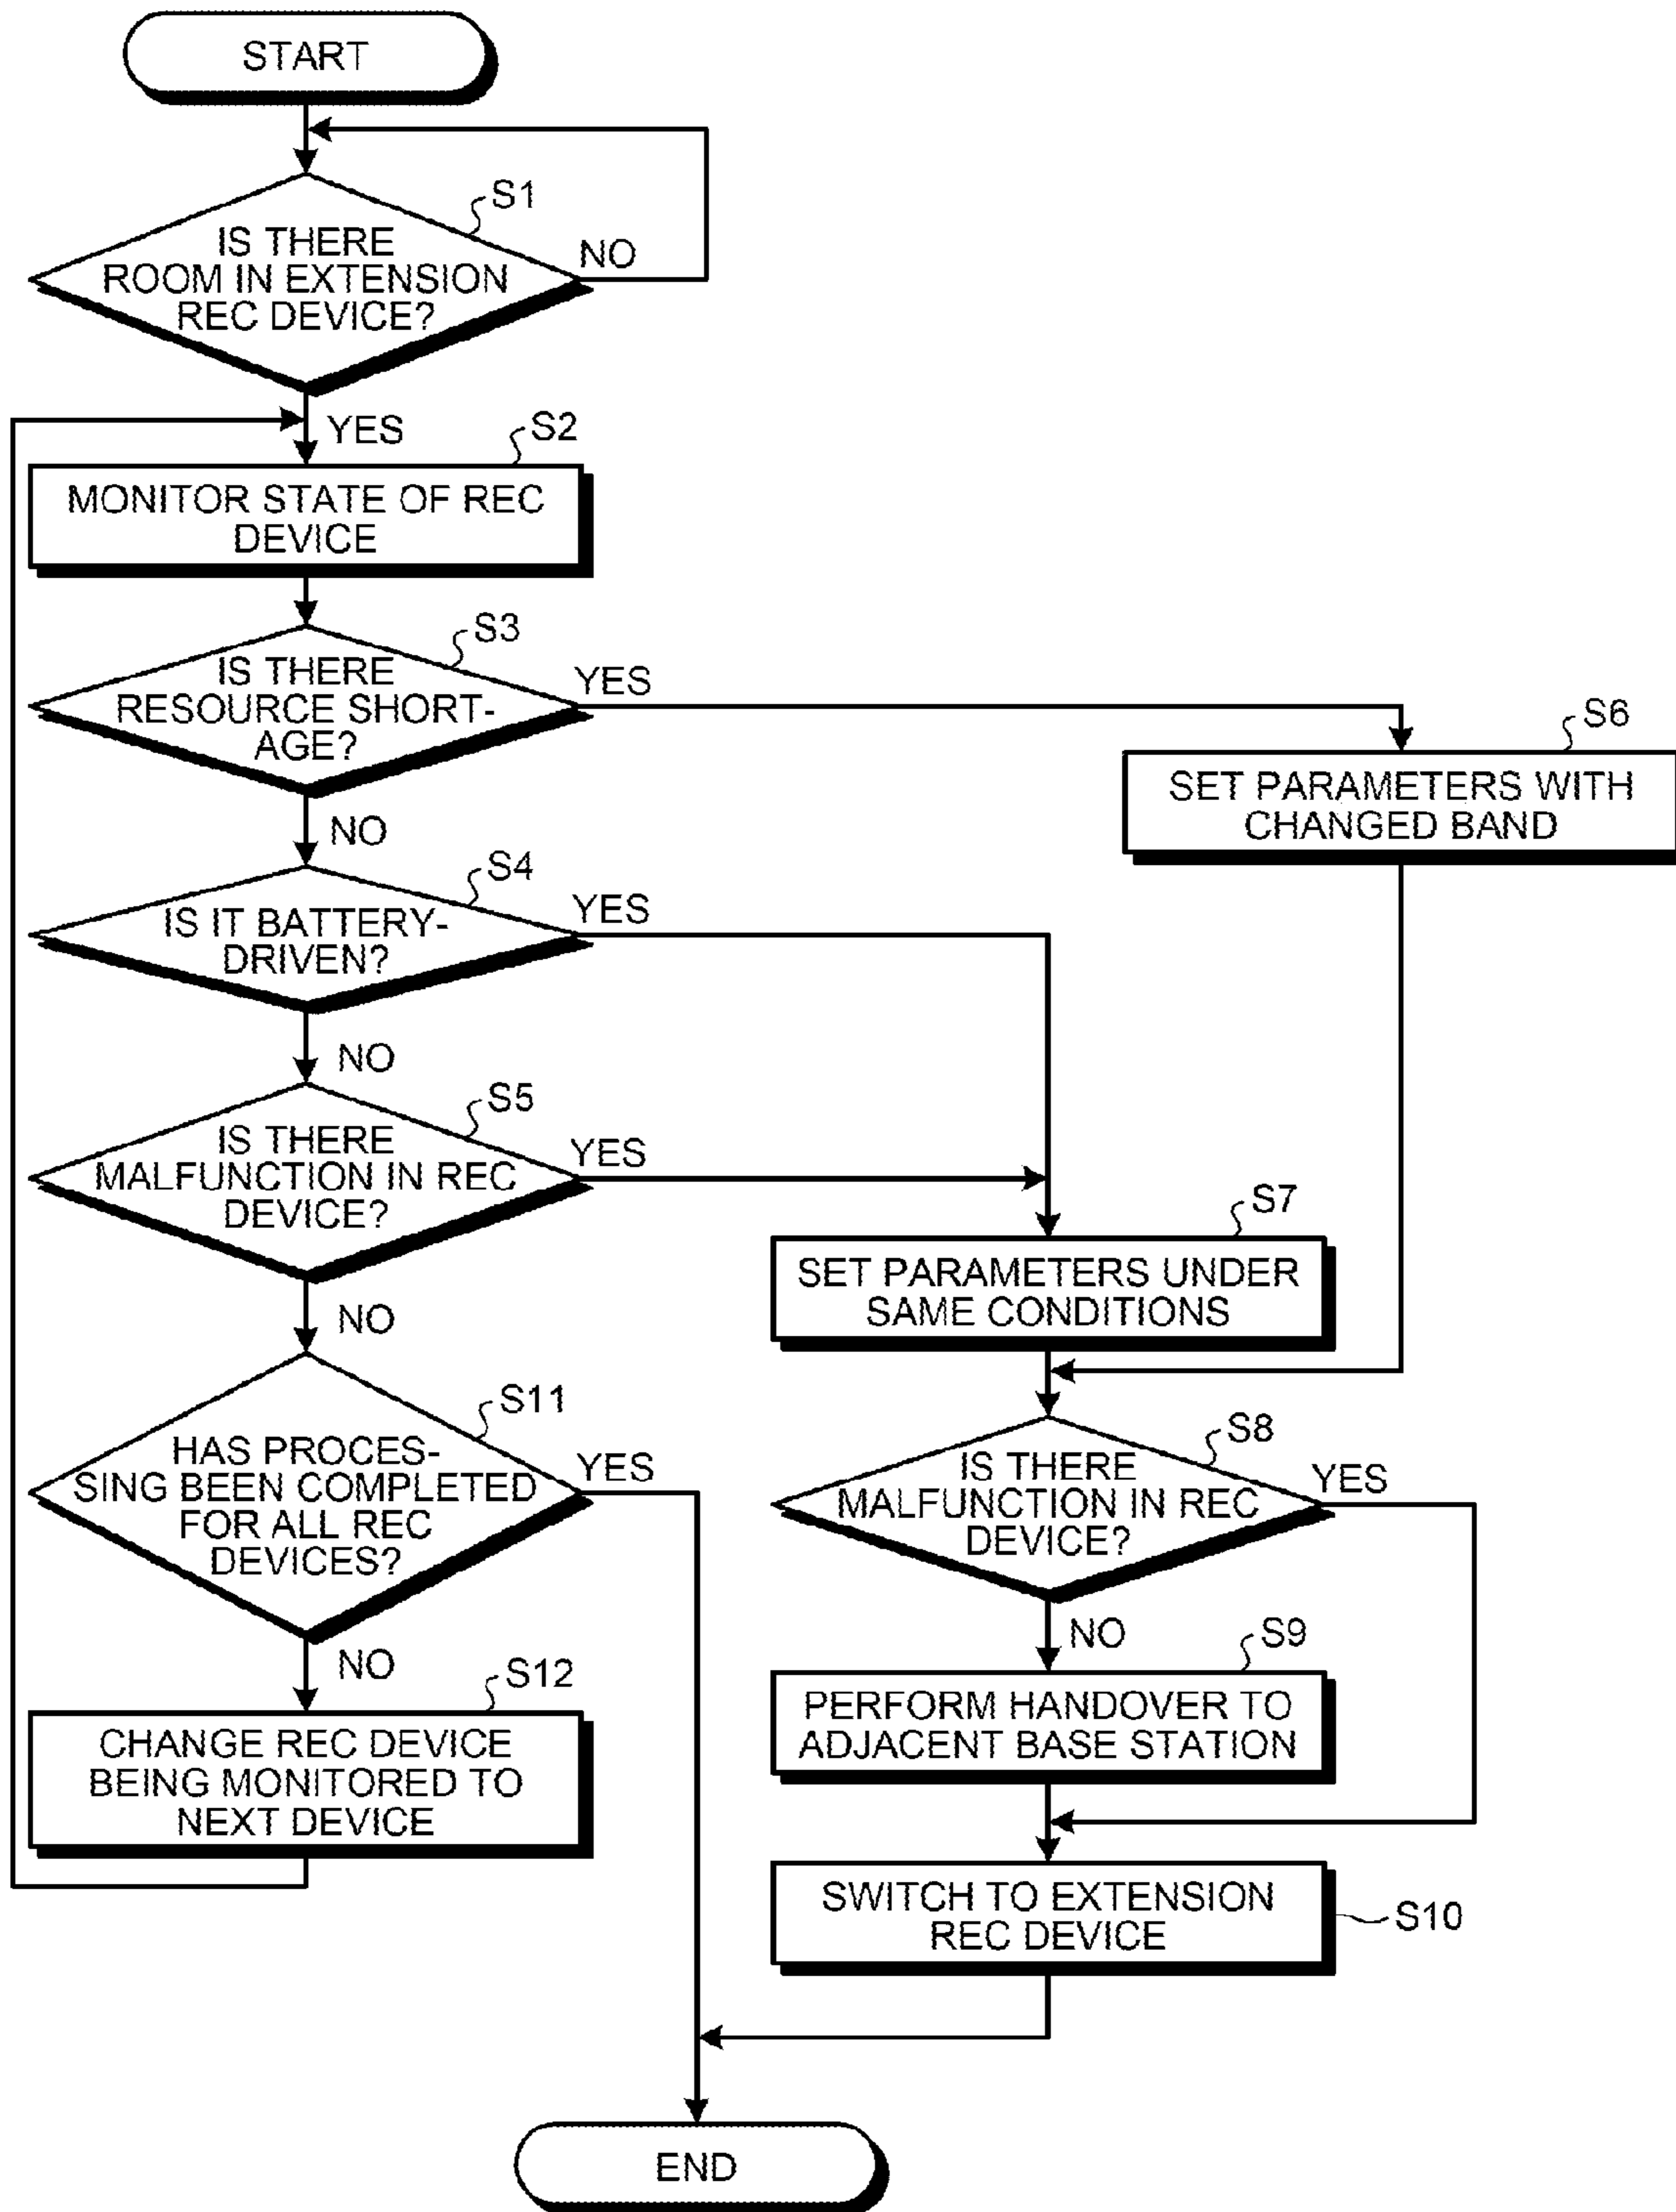 START
S1
IS THERE
ROOM IN EXTENSION
REC DEVICE?
NO
YES
S2
MONITOR STATE OF REC
DEVICE
S3
IS THERE
RESOURCE SHORT-
AGE?
YES
NO
S6
SET PARAMETERS WITH
CHANGED BAND
S4
IS IT BATTERY-
DRIVEN?
YES
NO
S5
IS THERE
MALFUNCTION IN REC
DEVICE?
YES
NO
S7
SET PARAMETERS UNDER
SAME CONDITIONS
S11
HAS PROCES-
SING BEEN COMPLETED
FOR ALL REC
DEVICES?
YES
NO
S8
IS THERE
MALFUNCTION IN REC
DEVICE?
YES
NO
S12
CHANGE REC DEVICE
BEING MONITORED TO
NEXT DEVICE
S9
PERFORM HANDOVER TO
ADJACENT BASE STATION
SWITCH TO EXTENSION
REC DEVICE
S10
END